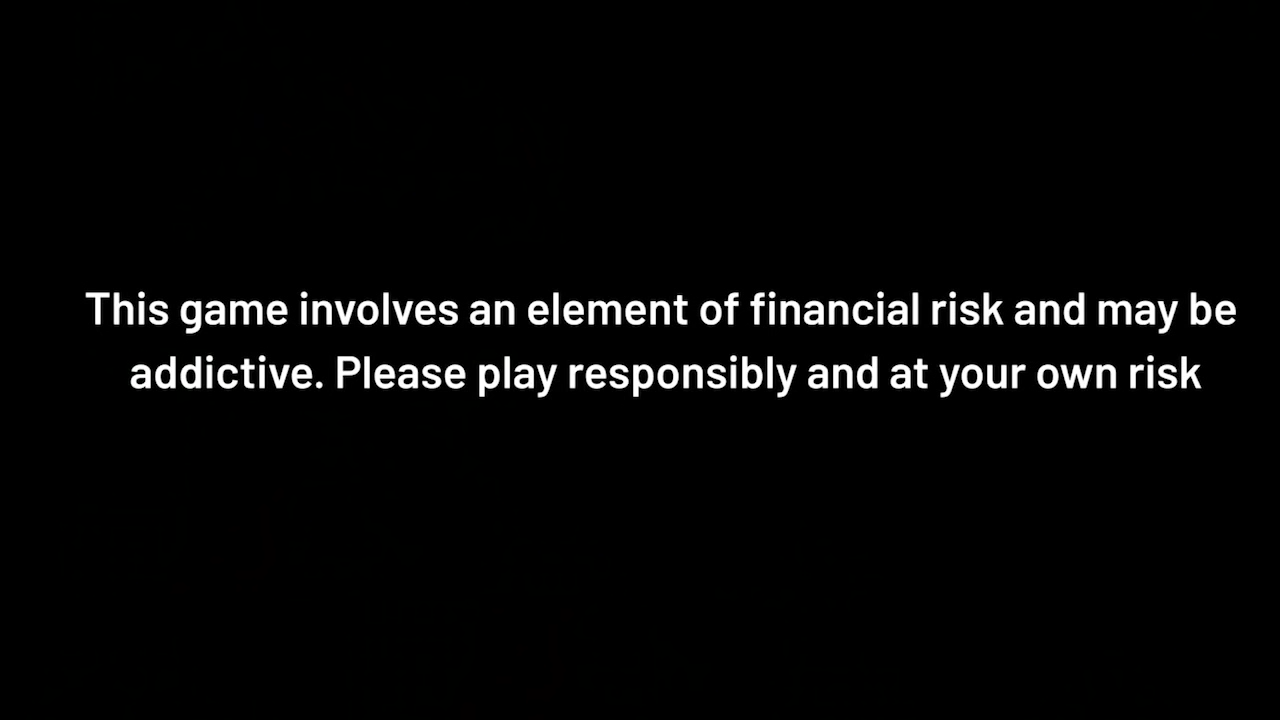 This game involves an element of financial risk and may be
addictive. Please play responsibly and at your own risk